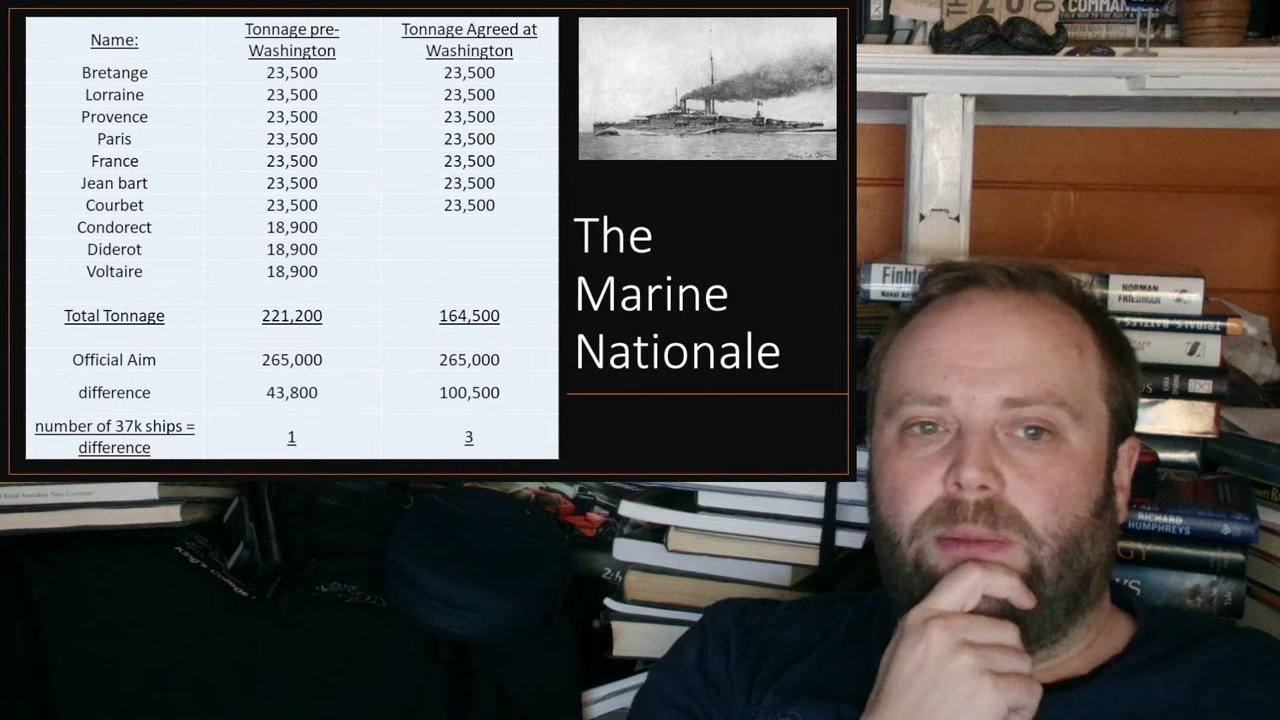 Name: Tonnage pre-Washington Tonnage Agreed at Washington
Bretange 23,500 23,500
Lorraine 23,500 23,500
Provence 23,500 23,500
Paris 23,500 23,500
France 23,500 23,500
Jean bart 23,500 23,500
Courbet 23,500 23,500
Condorect 18,900
Diderot 18,900
Voltaire 18,900
Total Tonnage 221,200 164,500
Official Aim 265,000 265,000
difference 43,800 100,500
number of 37k ships = difference 1 3
The
Marine
Nationale
COMMAND
NORMAN
FRIEDMAN
RICHARD
HUMPHREYS